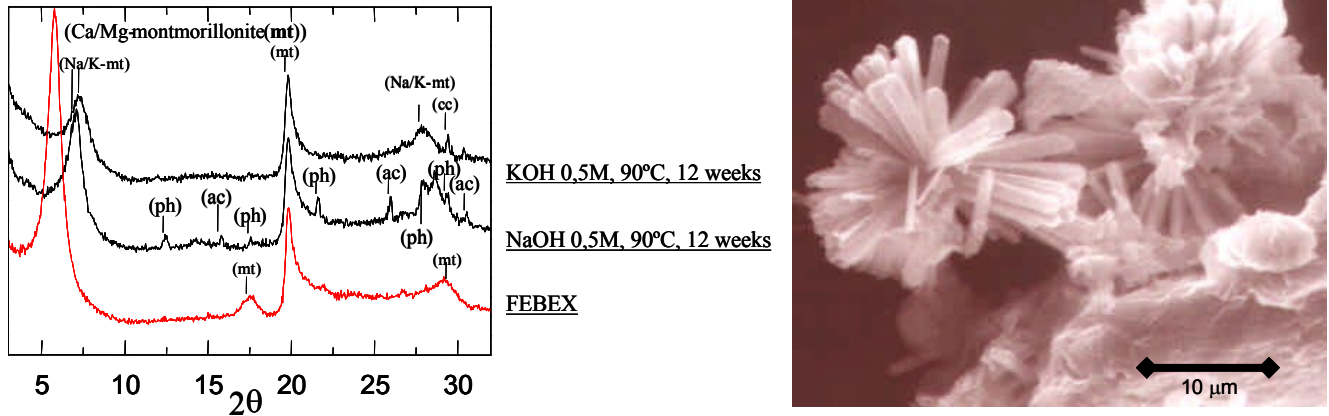 (Ca/Mg-montmorillonite(mt))
(mt)
(Na/K-mt)
(Na/K-mt)
(cc)
KOH 0,5M, 90ºC, 12 weeks
(ph)
(ac)
(ph)
(ac)
(ph)
(ac)
(ph)
(ph)
NaOH 0,5M, 90ºC, 12 weeks
(mt)
(mt)
FEBEX
5 10 15 20 25 30
2θ
10 μm